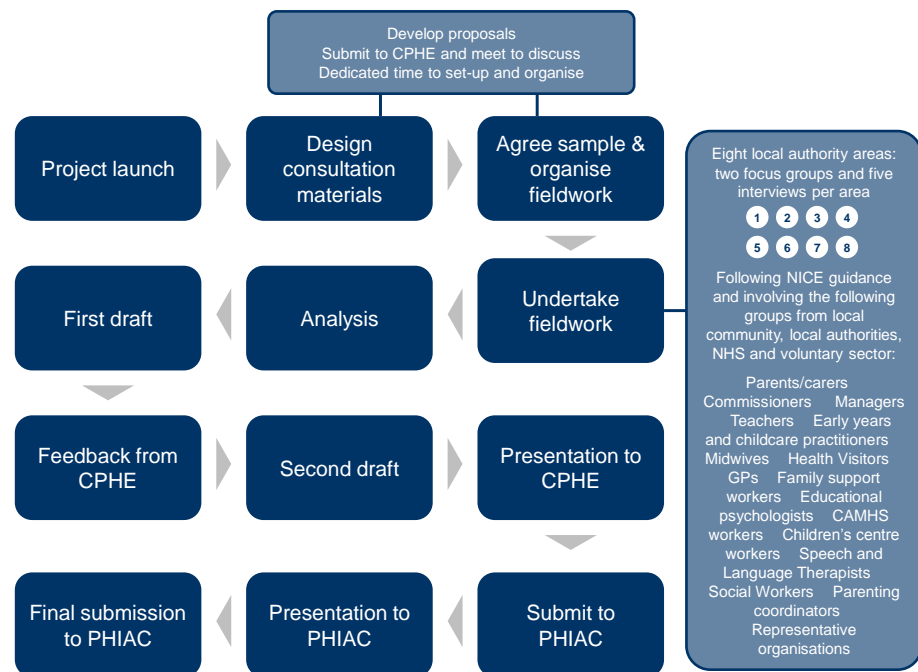 Develop proposals
Submit to CPHE and meet to discuss
Dedicated time to set-up and organise
Project launch
Design
consultation
materials
Agree sample &
organise
fieldwork
Eight local authority areas:
two focus groups and five
interviews per area
1 2 3 4
5 6 7 8
Following NICE guidance
and involving the following
groups from local
community, local authorities,
NHS and voluntary sector:
Parents/carers
Commissioners Managers
Teachers Early years
and childcare practitioners
Midwives Health Visitors
GPs Family support
workers Educational
psychologists CAMHS
workers Children’s centre
workers Speech and
Language Therapists
Social Workers Parenting
coordinators
Representative
organisations
Undertake
fieldwork
Analysis
First draft
Feedback from
CPHE
Second draft
Presentation to
CPHE
Submit to
PHIAC
Presentation to
PHIAC
Final submission
to PHIAC